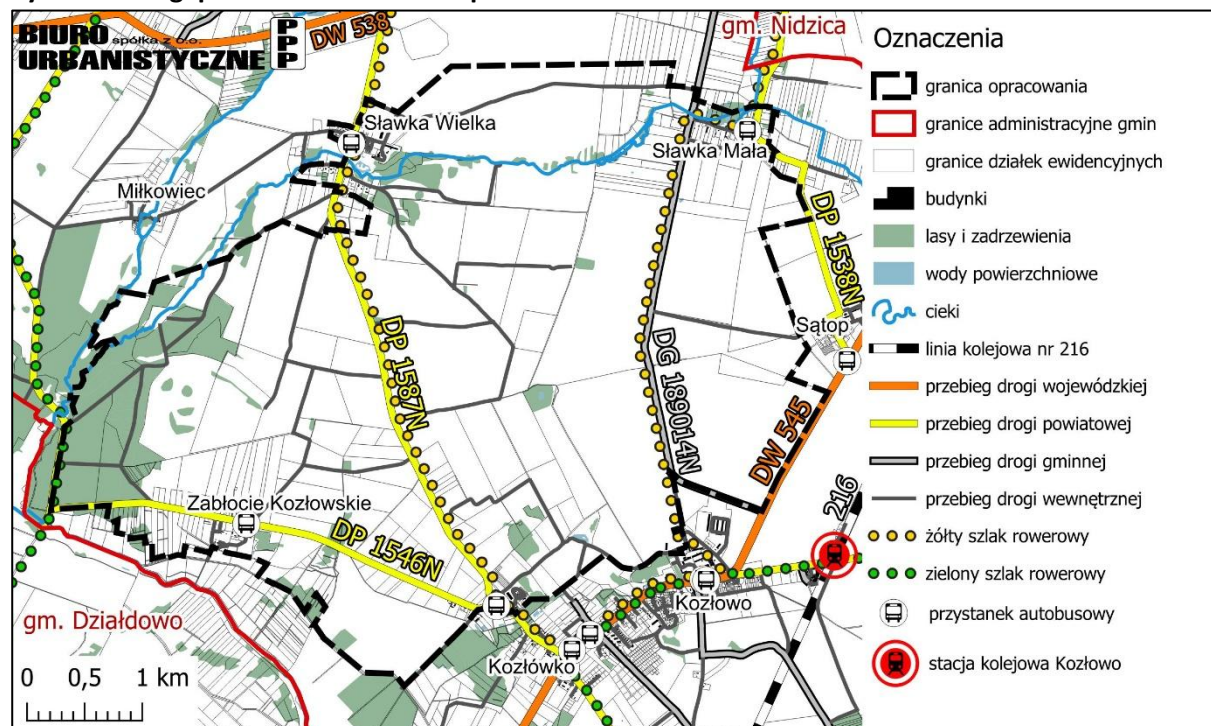 BIURO spółka z o.o.
URBANISTYCZNE
P
P
P
DW 538
gm. Nidzica
Sławka Wielka
Sławka Mała
Miłkowiec
DP 1538N
Sątop
DP 1587N
DG 189014N
DW 545
216
Zabłocie Kozłowskie
DP 1546N
Kozłowo
gm. Działdowo
Kozłówko
0 0,5 1 km
Oznaczenia
granica opracowania
granice administracyjne gmin
granice działek ewidencyjnych
budynki
lasy i zadrzewienia
wody powierzchniowe
cieki
linia kolejowa nr 216
przebieg drogi wojewódzkiej
przebieg drogi powiatowej
przebieg drogi gminnej
przebieg drogi wewnętrznej
żółty szlak rowerowy
zielony szlak rowerowy
przystanek autobusowy
stacja kolejowa Kozłowo